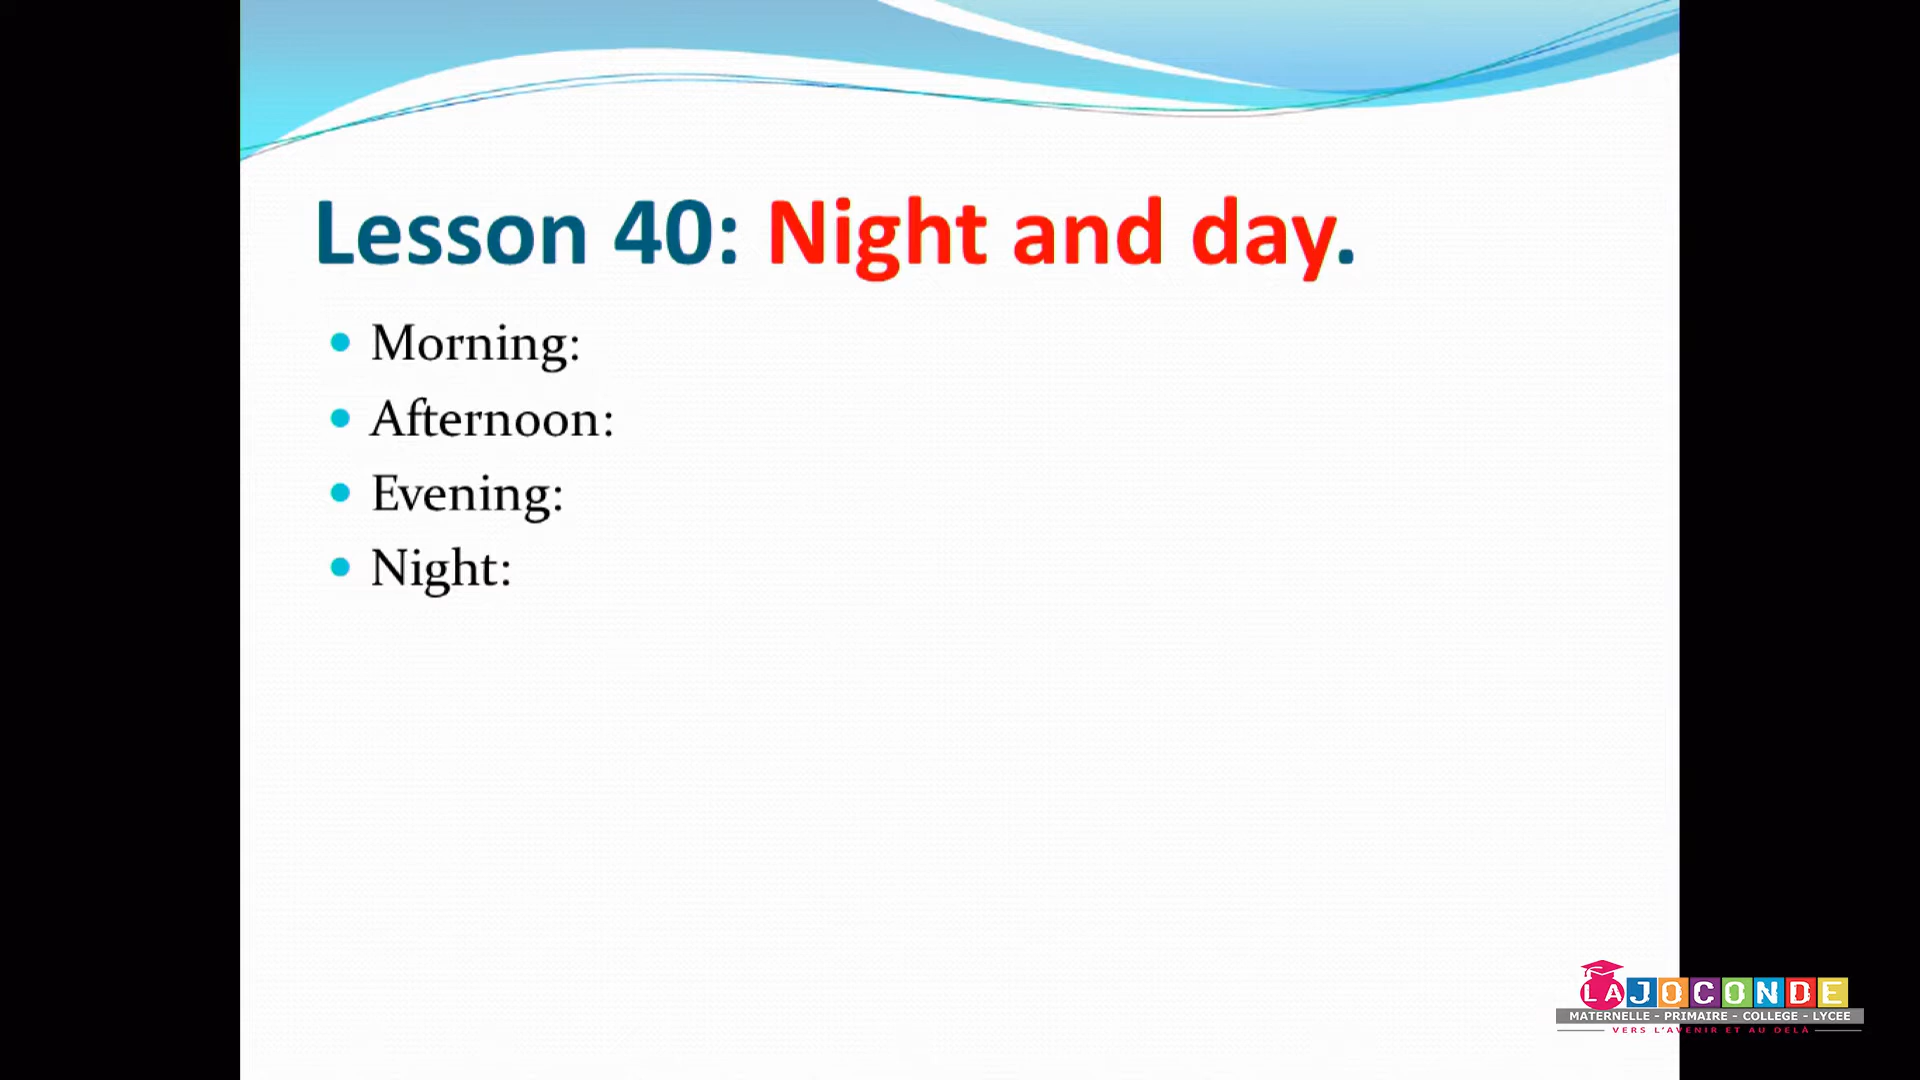 Lesson 40: Night and day.
Morning:
Afternoon:
Evening:
Night:
LAJOCONDE
MATERNELLE - PRIMAIRE - COLLEGE - LYCEE
VERS L'AVENIR ET AU DELÀ